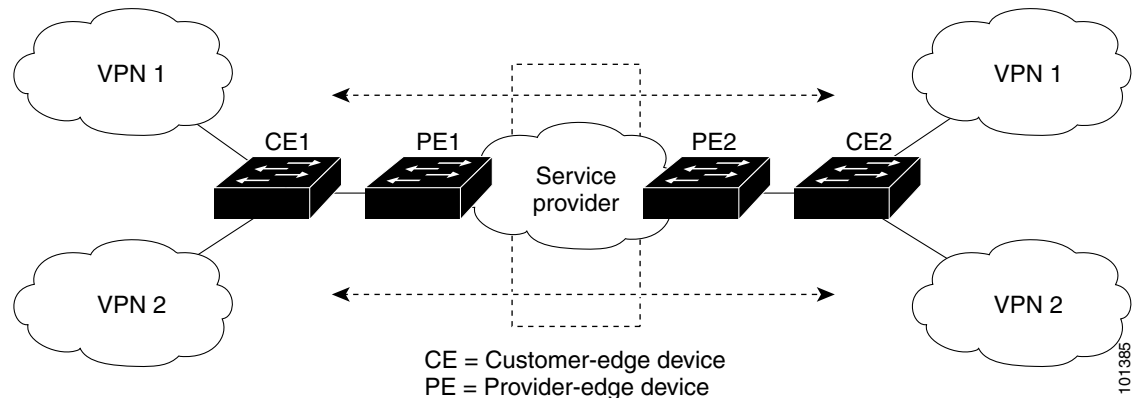 VPN 1
VPN 1
CE1
PE1
PE2
CE2
Service
provider
VPN 2
VPN 2
CE = Customer-edge device
PE = Provider-edge device
101385